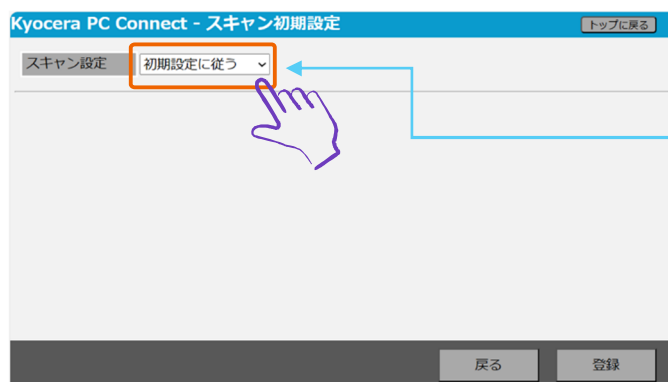 Kyocera PC Connect - スキャン初期設定
トップに戻る
スキャン設定
初期設定に従う
戻る
登録